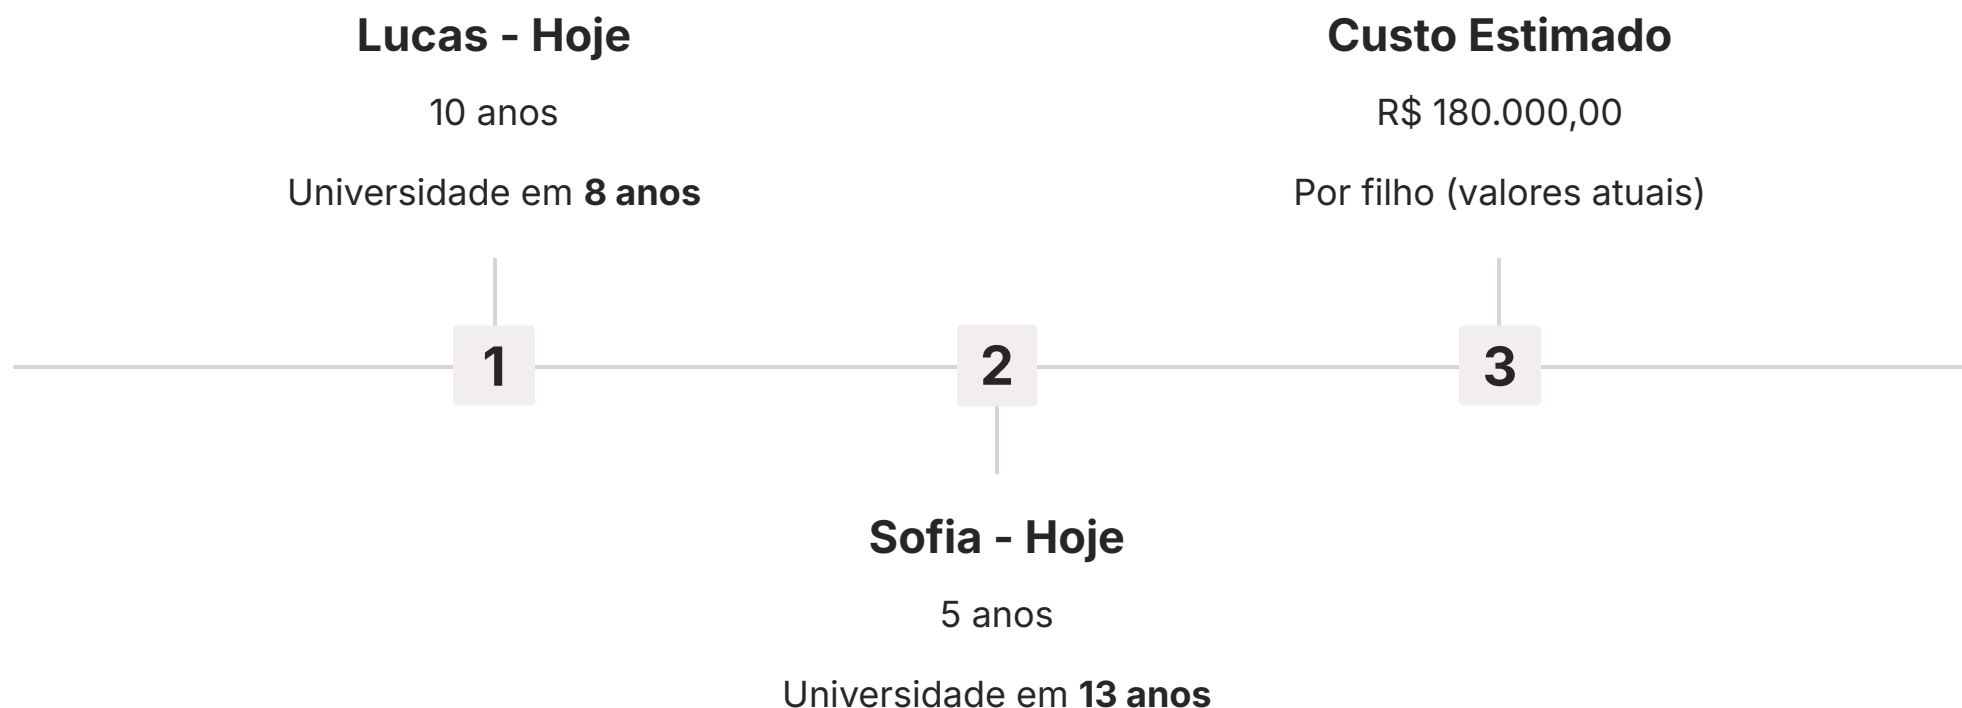 Lucas - Hoje
10 anos
Universidade em 8 anos
Custo Estimado
R$ 180.000,00
Por filho (valores atuais)
1
2
3
Sofia - Hoje
5 anos
Universidade em 13 anos